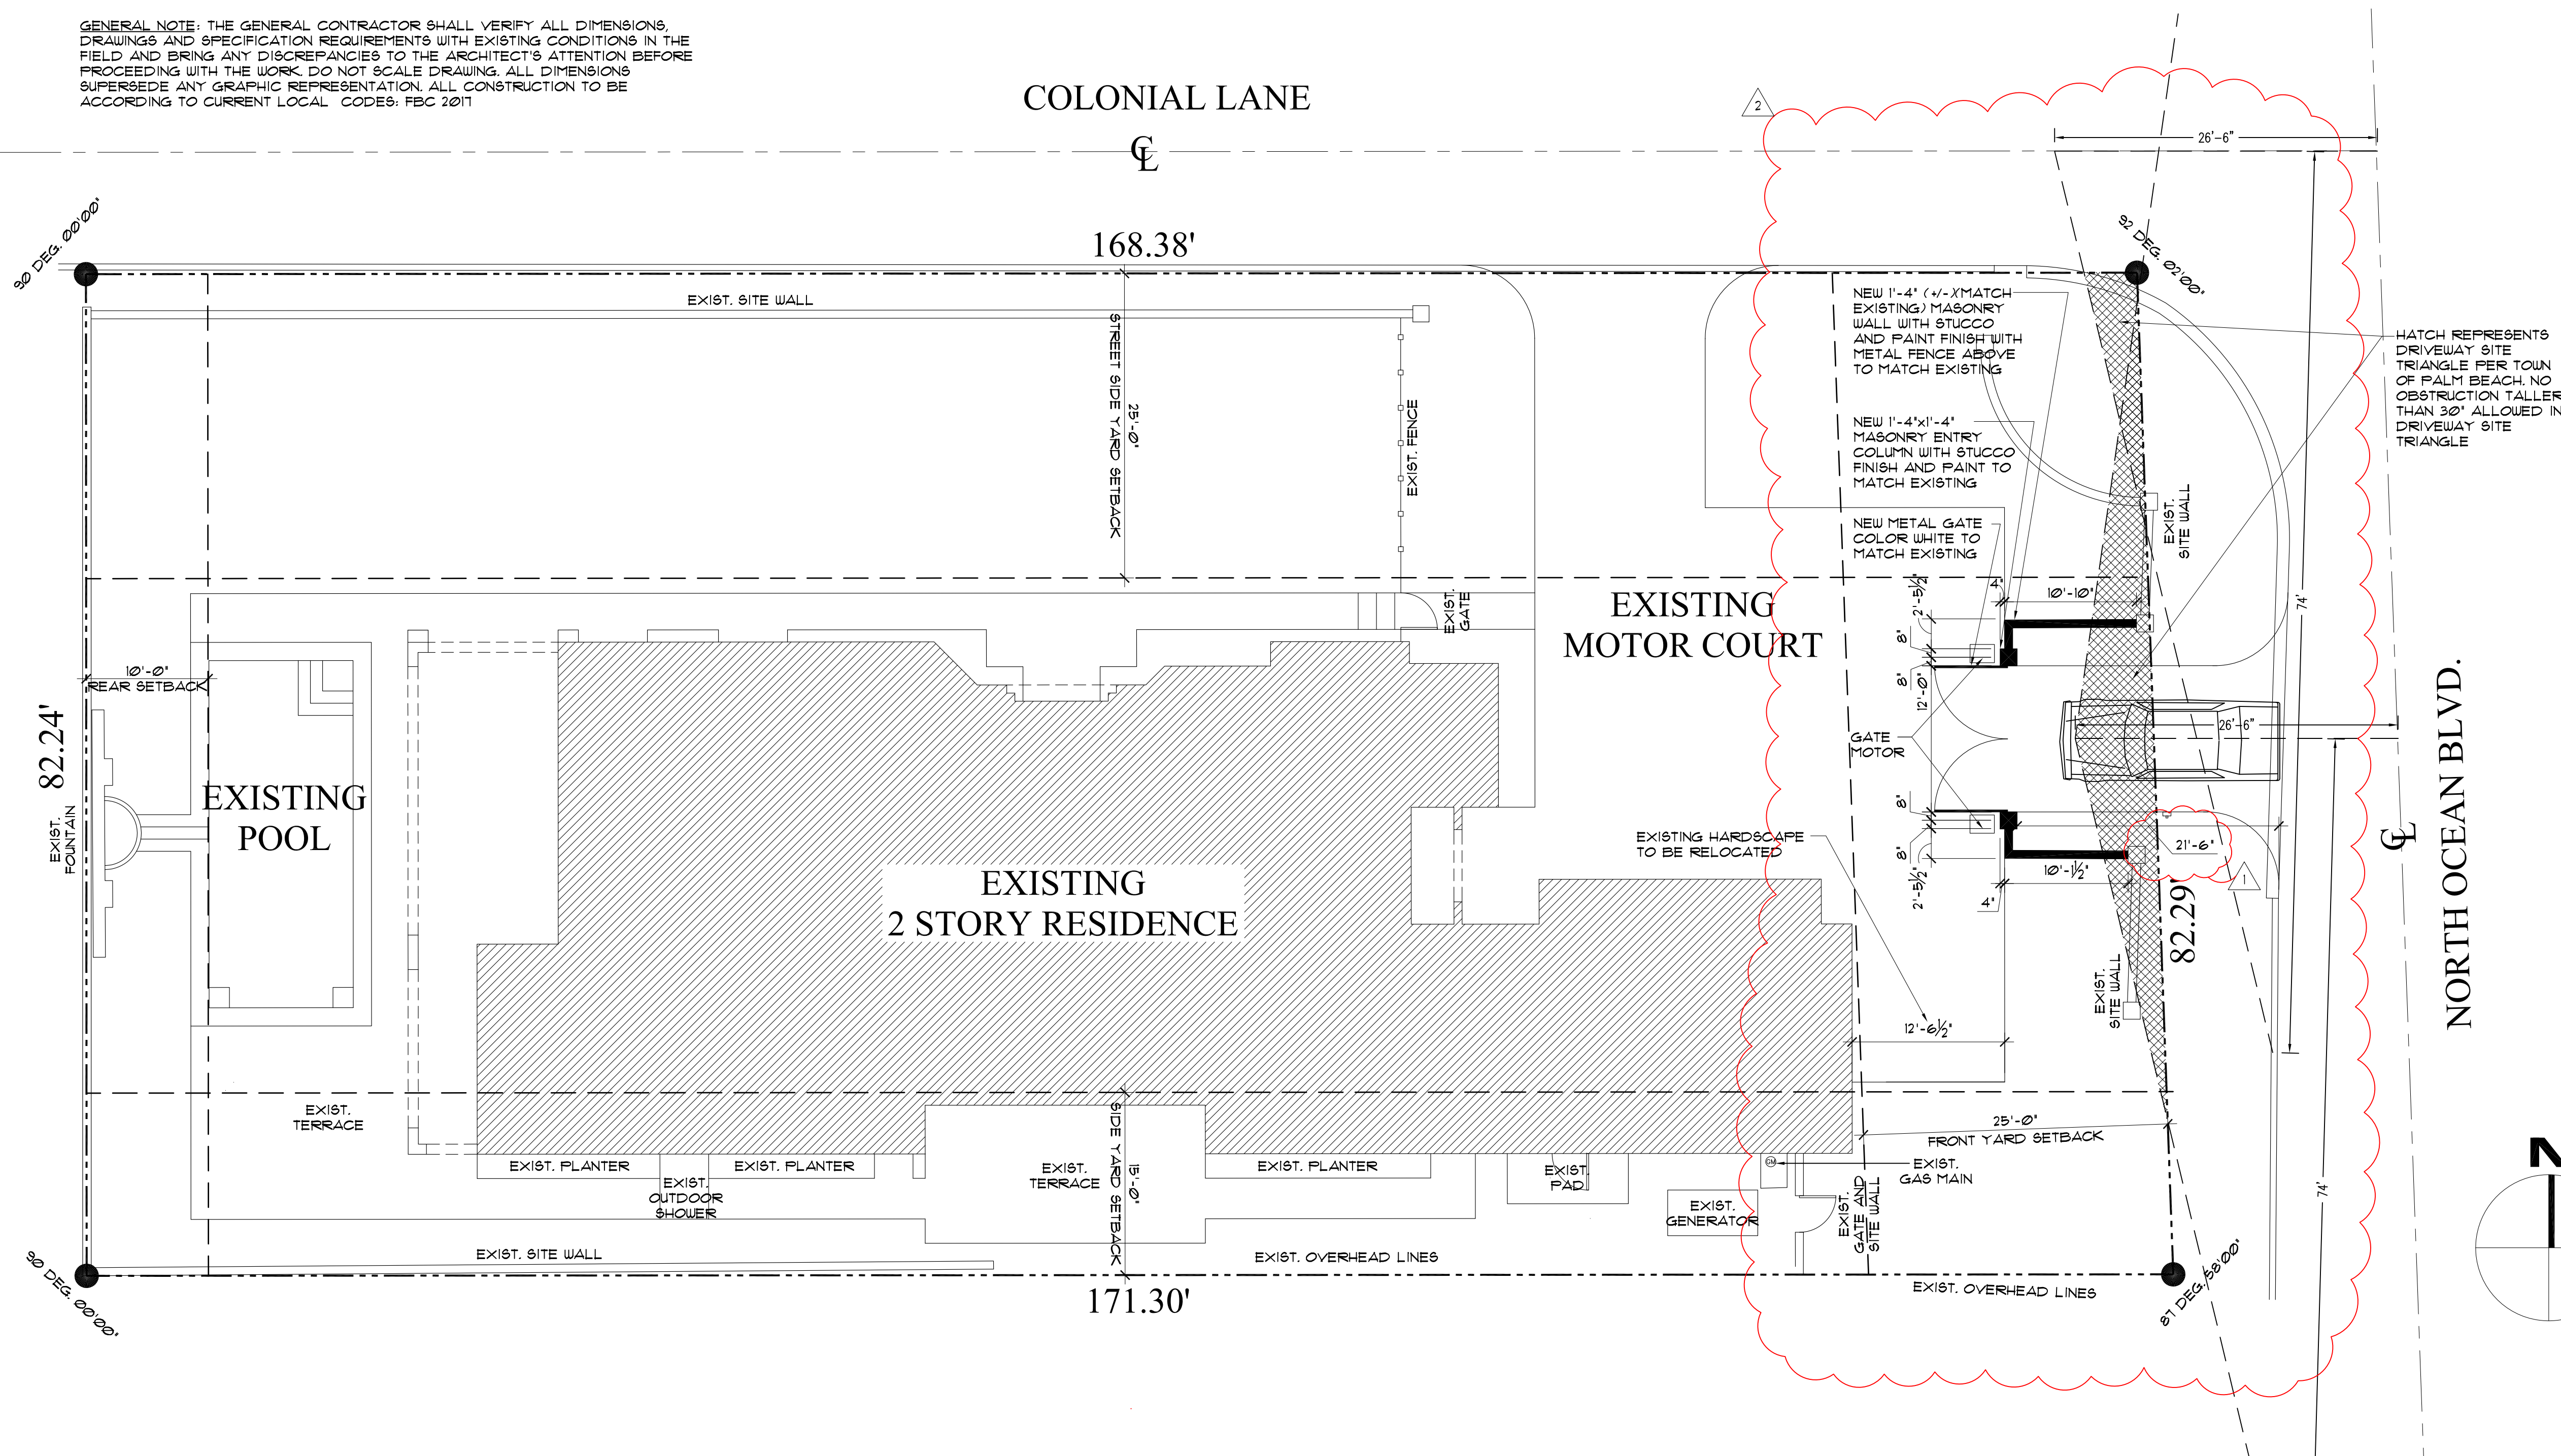 GENERAL NOTE: THE GENERAL CONTRACTOR SHALL VERIFY ALL DIMENSIONS,
DRAWINGS AND SPECIFICATION REQUIREMENTS WITH EXISTING CONDITIONS IN THE
FIELD AND BRING ANY DISCREPANCIES TO THE ARCHITECT'S ATTENTION BEFORE
PROCEEDING WITH THE WORK. DO NOT SCALE DRAWING. ALL DIMENSIONS
SUPERSEDE ANY GRAPHIC REPRESENTATION. ALL CONSTRUCTION TO BE
ACCORDING TO CURRENT LOCAL CODES: FBC 2017
COLONIAL LANE
CL
2
26'-6"
90 DEG. 00'00"
168.38'
92 DEG. 02'00"
EXIST. SITE WALL
STREET SIDE YARD SETBACK
25'-0"
EXIST. FENCE
NEW 1'-4" (+/-)(MATCH
EXISTING) MASONRY
WALL WITH STUCCO
AND PAINT FINISH WITH
METAL FENCE ABOVE
TO MATCH EXISTING
HATCH REPRESENTS
DRIVEWAY SITE
TRIANGLE PER TOWN
OF PALM BEACH. NO
OBSTRUCTION TALLER
THAN 30" ALLOWED IN
DRIVEWAY SITE
TRIANGLE
NEW 1'-4"x1'-4"
MASONRY ENTRY
COLUMN WITH STUCCO
FINISH AND PAINT TO
MATCH EXISTING
NEW METAL GATE
COLOR WHITE TO
MATCH EXISTING
EXIST.
SITE WALL
EXIST.
GATE
EXISTING
MOTOR COURT
2'-5½"
4"
10'-10"
8"
8"
12'-0"
74'
10'-0"
REAR SETBACK
82.24'
EXIST.
FOUNTAIN
EXISTING
POOL
GATE
MOTOR
26'-6"
8"
8"
2'-5½"
4"
10'-1½"
21'-6"
1
CL
NORTH OCEAN BLVD.
EXISTING HARDSCAPE
TO BE RELOCATED
EXISTING
2 STORY RESIDENCE
82.29'
EXIST.
SITE WALL
12'-6½"
EXIST.
TERRACE
25'-0"
FRONT YARD SETBACK
EXIST. PLANTER
EXIST. PLANTER
EXIST.
OUTDOOR
SHOWER
EXIST.
TERRACE
SIDE YARD SETBACK
15'-0"
EXIST. PLANTER
EXIST.
PAD
GM
EXIST.
GAS MAIN
EXIST.
GENERATOR
EXIST.
GATE AND
SITE WALL
74'
N
EXIST. SITE WALL
EXIST. OVERHEAD LINES
EXIST. OVERHEAD LINES
90 DEG. 00'00"
171.30'
87 DEG. 58'00"